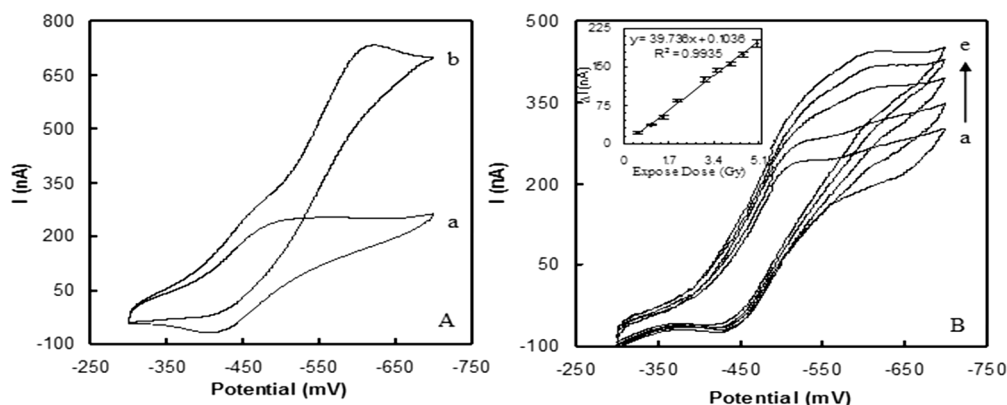 800
650
500
350
200
50
-100
I (nA)
b
a
A
-250 -350 -450 -550 -650 -750
Potential (mV)
500
350
200
50
-100
I (nA)
225
150
75
0
Δ I (nA)
y= 39.736x+0.1036
R² = 0.9935
0 1.7 3.4 5.1
Expose Dose (Gy)
e
a
B
-250 -350 -450 -550 -650 -750
Potential (mV)